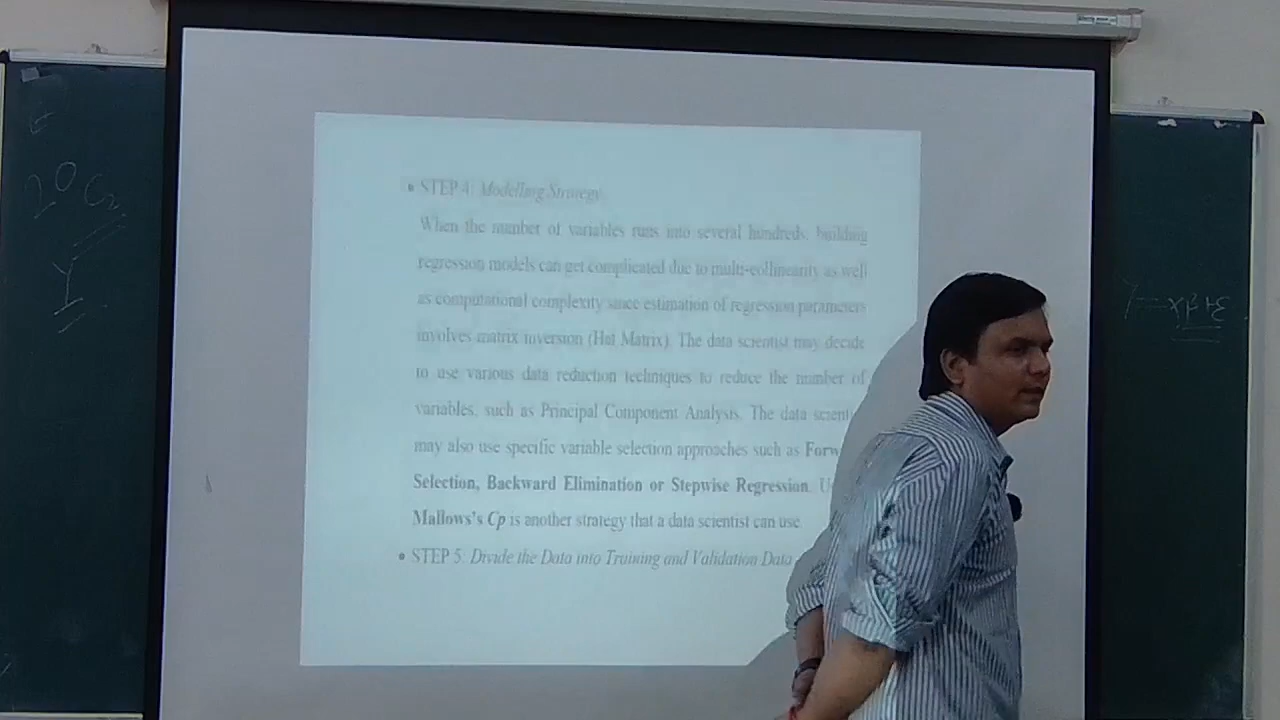 20C2
Y
• STEP 4: Modelling Strategy
When the number of variables runs into several hundreds, building
regression models can get complicated due to multi-collinearity as well
as computational complexity since estimation of regression parameters
involves matrix inversion (Hat Matrix). The data scientist may decide
to use various data reduction techniques to reduce the number of
variables, such as Principal Component Analysis. The data scient
may also use specific variable selection approaches such as Forw
Selection, Backward Elimination or Stepwise Regression. U
Mallows's Cp is another strategy that a data scientist can use.
• STEP 5: Divide the Data into Training and Validation Data
Y = Xβ+ε